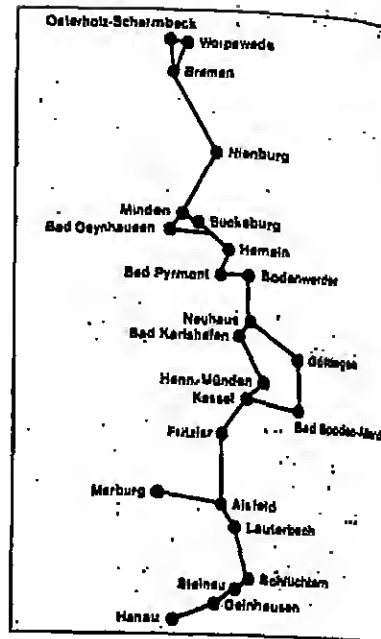 Osterholz-Scharmbeck
Worpswede
Bremen
Nienburg
Minden
Bückeburg
Bad Oeynhausen
Hameln
Bad Pyrmont
Bodenwerder
Neuhaus
Bad Karlshafen
Göttingen
Hann. Münden
Kassel
Bad Sooden-Allend
Fritzlar
Marburg
Alsfeld
Lauterbach
Steinau
Schlüchtern
Gelnhausen
Hanau